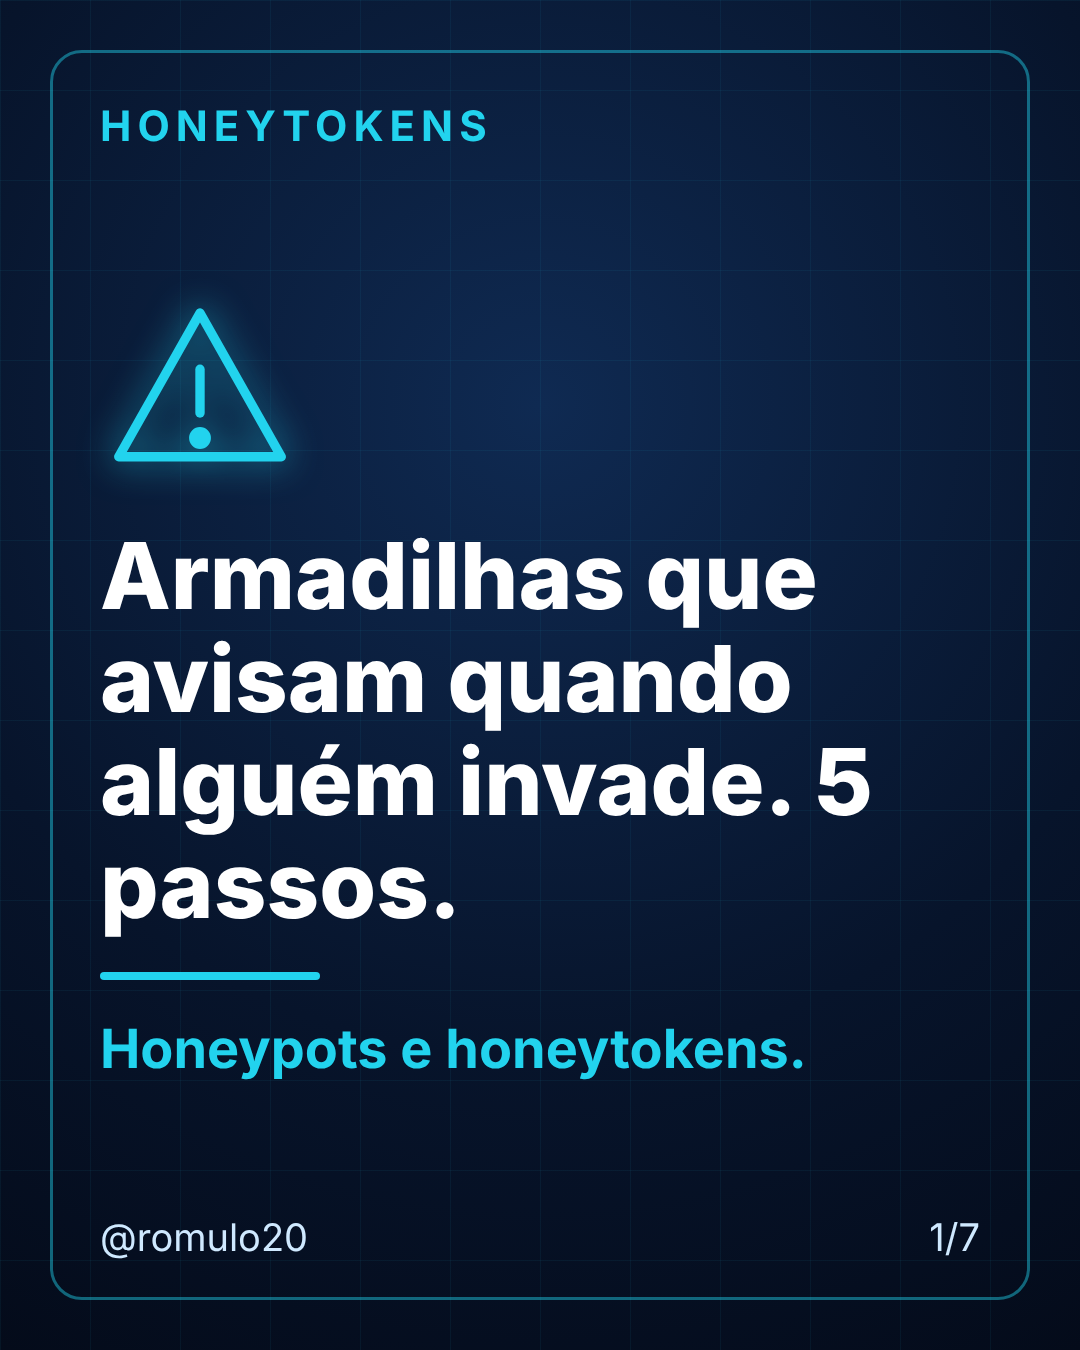 HONEYTOKENS
Armadilhas que
avisam quando
alguém invade. 5
passos.
Honeypots e honeytokens.
@romulo20
1/7